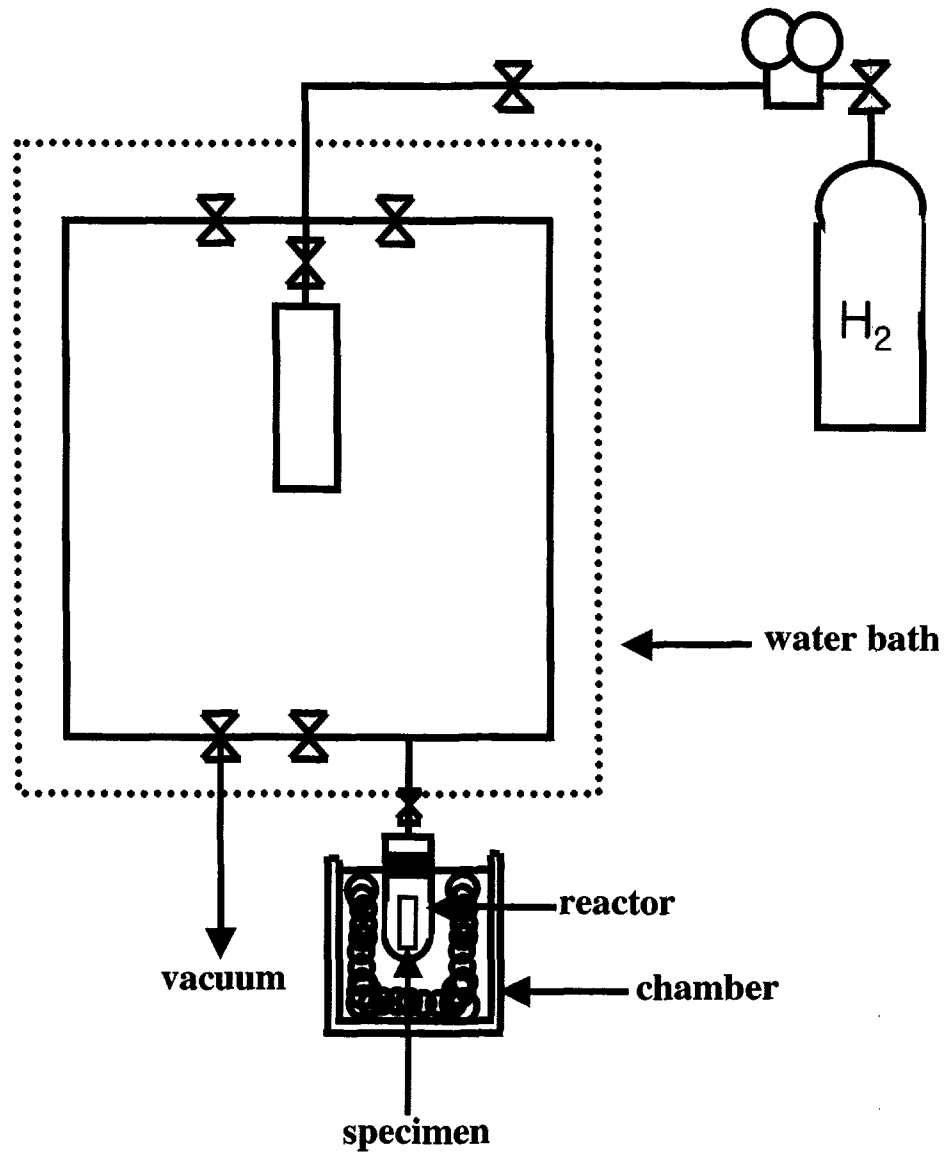 H₂
water bath
reactor
vacuum
chamber
specimen